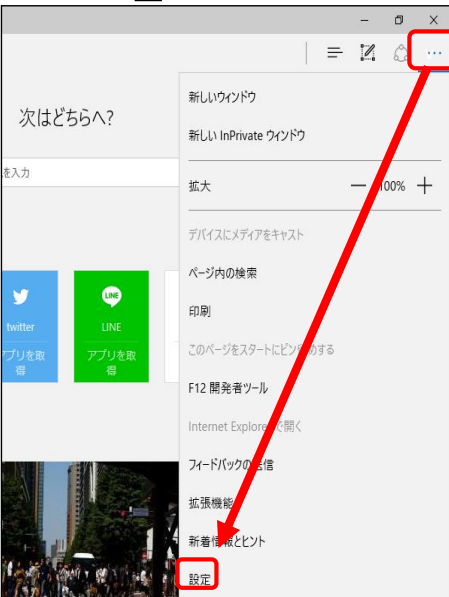 次はどちらへ?
を入力
twitter
アプリを取
得
LINE
LINE
アプリを取
得
新しいウィンドウ
新しい InPrivate ウィンドウ
拡大
100%
デバイスにメディアをキャスト
ページ内の検索
印刷
このページをスタートにピン留めする
F12 開発者ツール
Internet Explorer で開く
フィードバックの送信
拡張機能
新着情報とヒント
設定